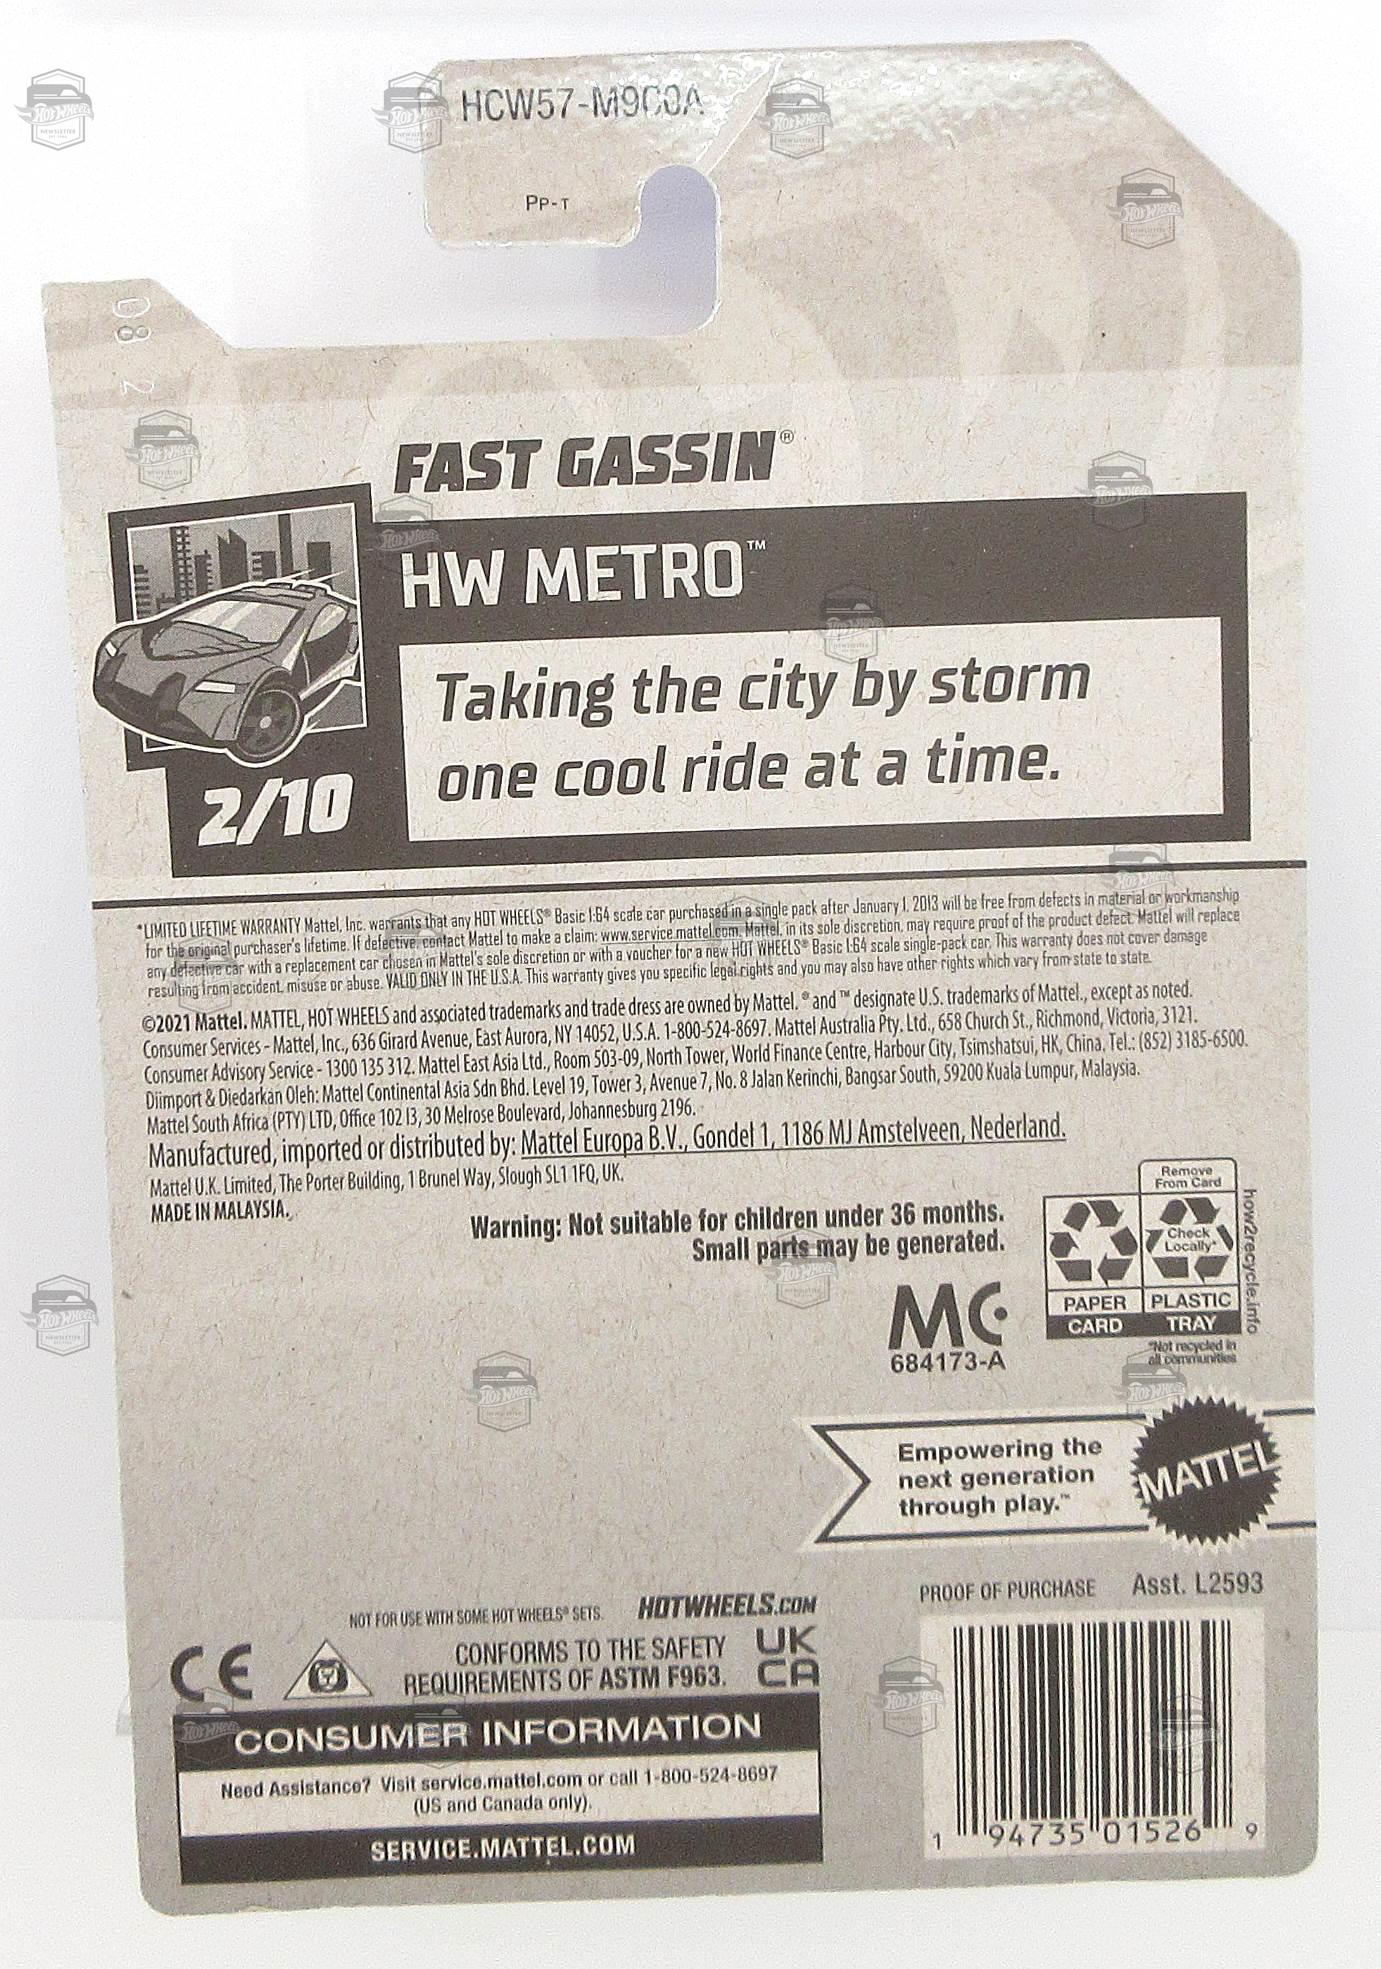 HCW57-M9C0A
PP-T
D8 2
FAST GASSIN®
HW METRO™
Taking the city by storm
one cool ride at a time.
2/10
*LIMITED LIFETIME WARRANTY Mattel, Inc. warrants that any HOT WHEELS® Basic 1:64 scale car purchased in a single pack after January 1, 2013 will be free from defects in material or workmanship
for the original purchaser's lifetime. If defective, contact Mattel to make a claim: www.service.mattel.com. Mattel, in its sole discretion, may require proof of the product defect. Mattel will replace
any defective car with a replacement car chosen in Mattel's sole discretion or with a voucher for a new HOT WHEELS® Basic 1:64 scale single-pack car. This warranty does not cover damage
resulting from accident, misuse or abuse. VALID ONLY IN THE U.S.A. This warranty gives you specific legal rights and you may also have other rights which vary from state to state.
©2021 Mattel. MATTEL, HOT WHEELS and associated trademarks and trade dress are owned by Mattel. ® and ™ designate U.S. trademarks of Mattel., except as noted.
Consumer Services - Mattel, Inc., 636 Girard Avenue, East Aurora, NY 14052, U.S.A. 1-800-524-8697. Mattel Australia Pty. Ltd., 658 Church St., Richmond, Victoria, 3121.
Consumer Advisory Service - 1300 135 312. Mattel East Asia Ltd., Room 503-09, North Tower, World Finance Centre, Harbour City, Tsimshatsui, HK, China. Tel.: (852) 3185-6500.
Diimport & Diedarkan Oleh: Mattel Continental Asia Sdn Bhd. Level 19, Tower 3, Avenue 7, No. 8 Jalan Kerinchi, Bangsar South, 59200 Kuala Lumpur, Malaysia.
Mattel South Africa (PTY) LTD, Office 102 I3, 30 Melrose Boulevard, Johannesburg 2196.
Manufactured, imported or distributed by: Mattel Europa B.V., Gondel 1, 1186 MJ Amstelveen, Nederland.
Mattel U.K. Limited, The Porter Building, 1 Brunel Way, Slough SL1 1FQ, UK.
MADE IN MALAYSIA.
Warning: Not suitable for children under 36 months.
Small parts may be generated.
Remove
From Card
Check
Locally*
PAPER
CARD
PLASTIC
TRAY
*Not recycled in
all communities
how2recycle.info
MC
684173-A
Empowering the
next generation
through play.™
MATTEL
PROOF OF PURCHASE Asst. L2593
NOT FOR USE WITH SOME HOT WHEELS® SETS. HOTWHEELS.COM
CE
CONFORMS TO THE SAFETY
REQUIREMENTS OF ASTM F963.
UK
CA
CONSUMER INFORMATION
Need Assistance? Visit service.mattel.com or call 1-800-524-8697
(US and Canada only).
SERVICE.MATTEL.COM
1 94735 01526 9